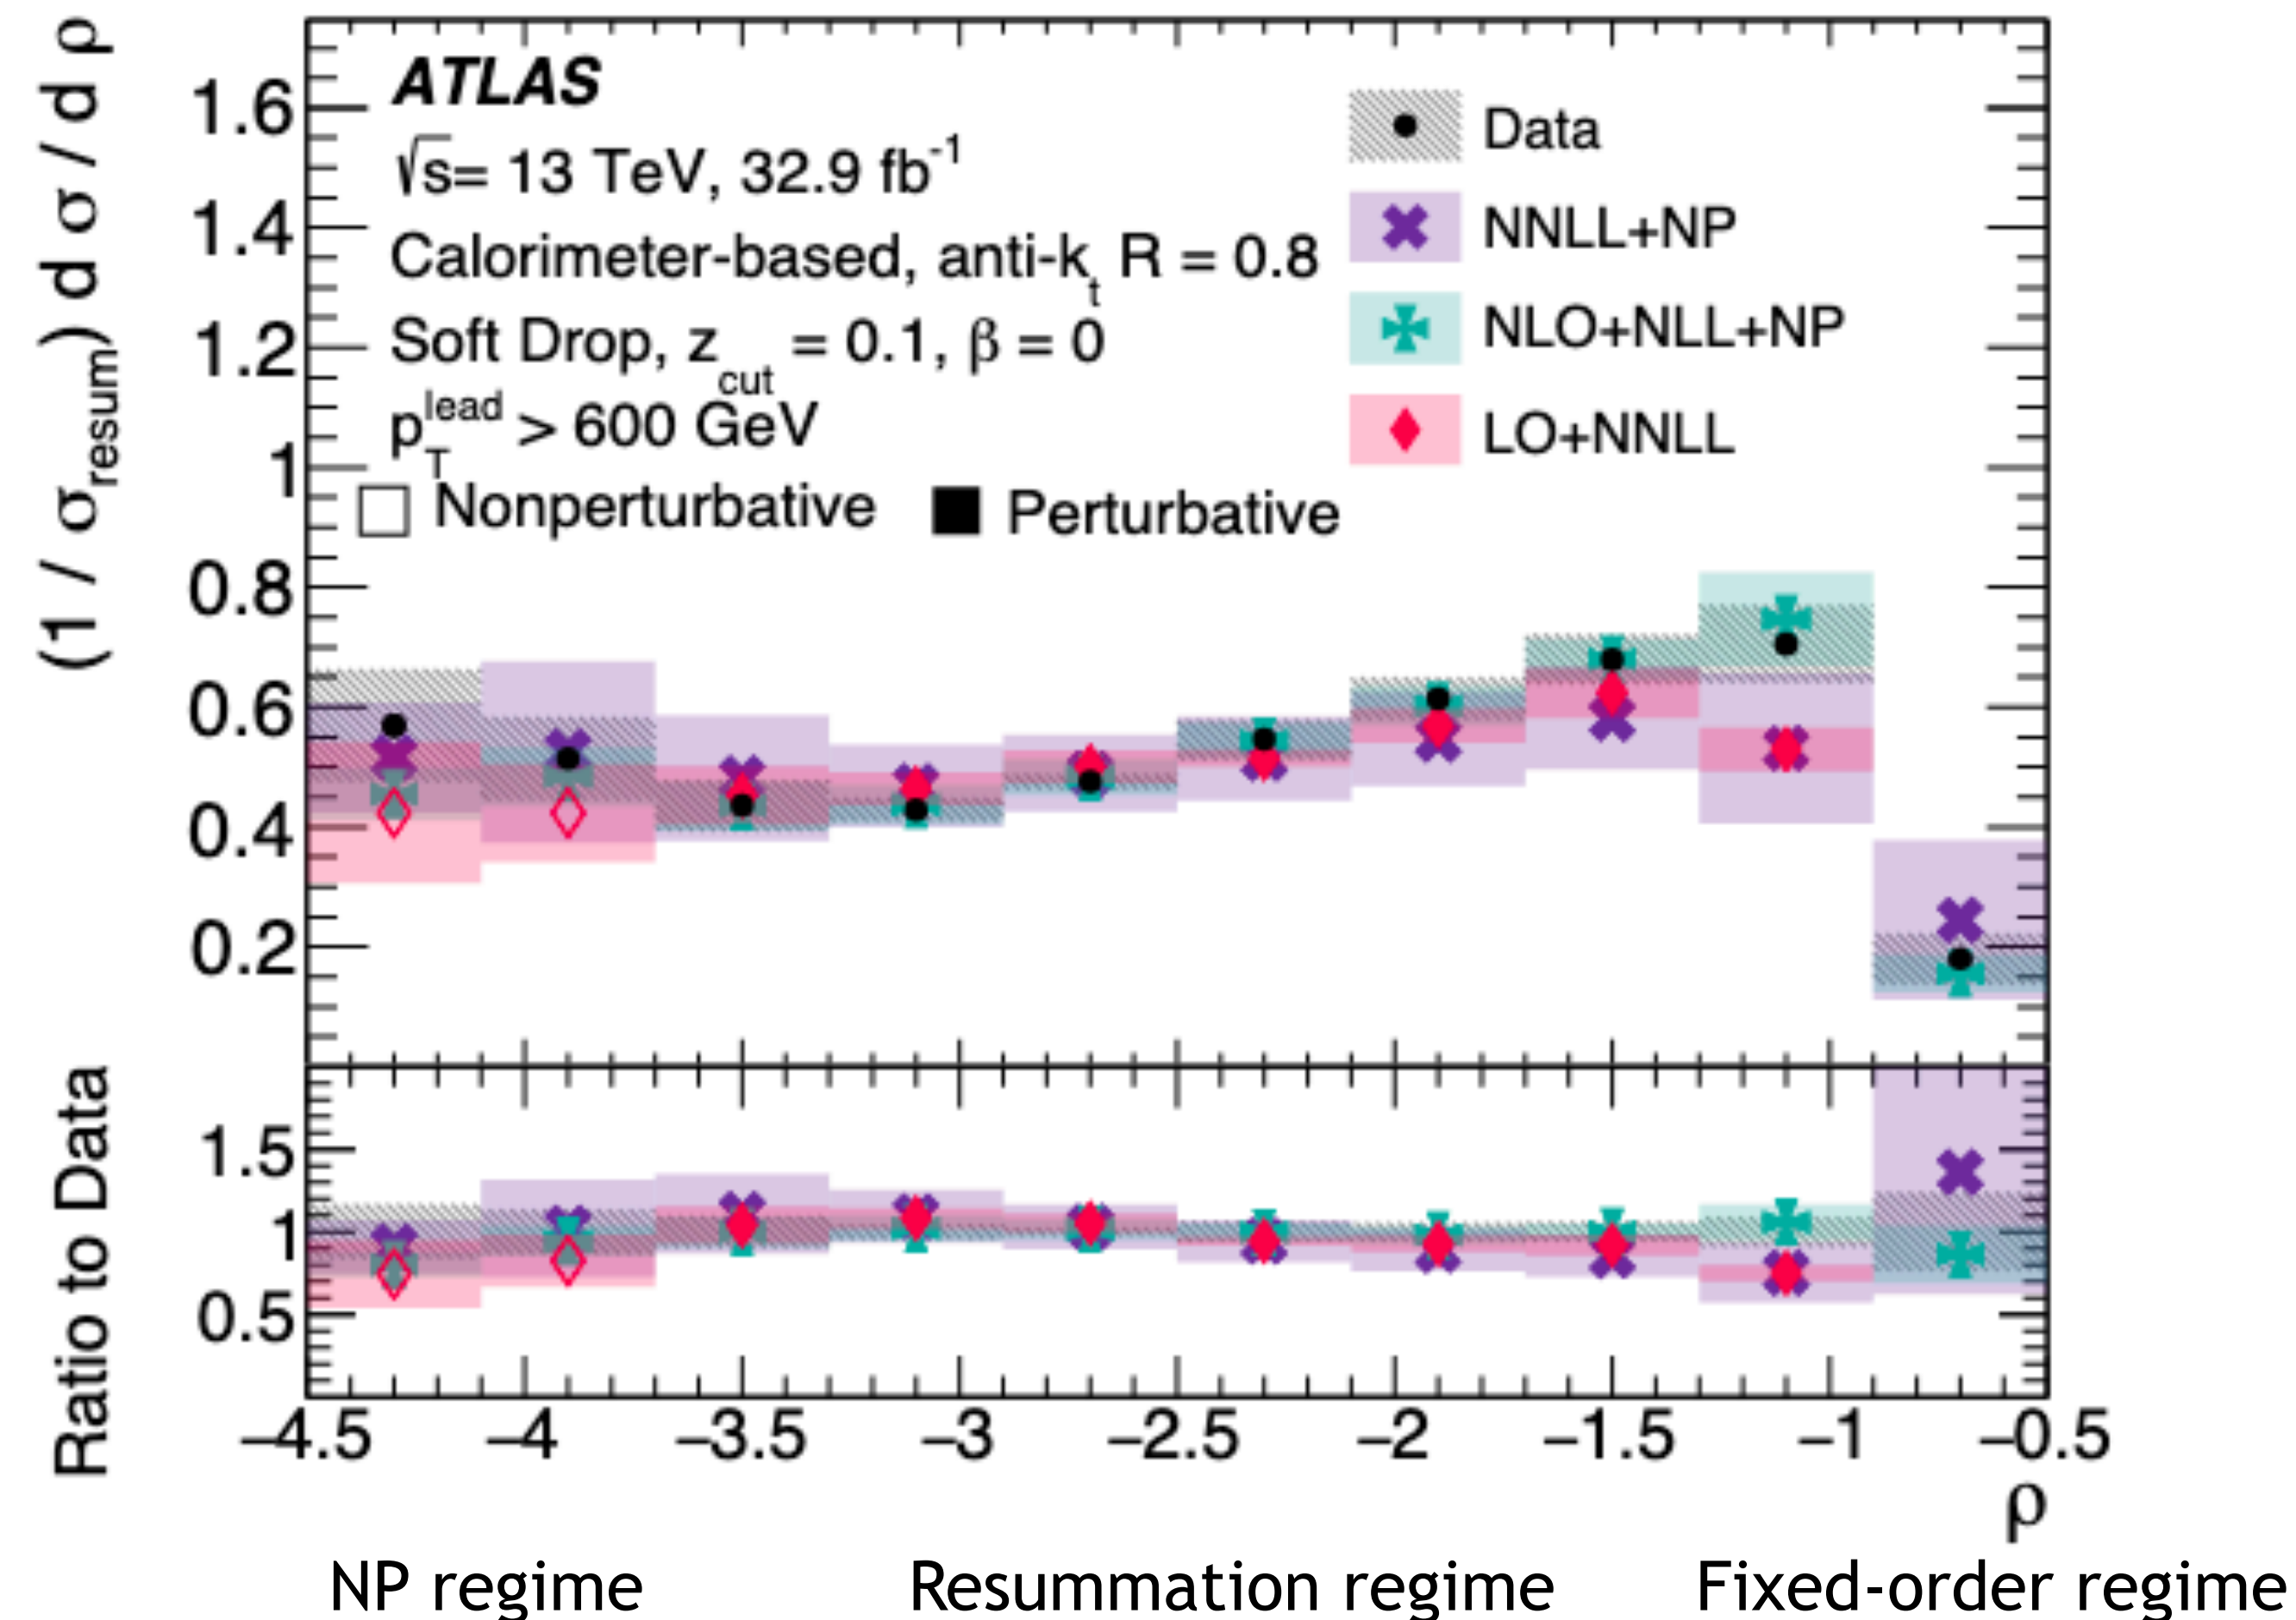 (1 / σresum) d σ / d ρ
ATLAS
√s= 13 TeV, 32.9 fb-1
Calorimeter-based, anti-kt R = 0.8
Soft Drop, zcut = 0.1, β = 0
pTlead > 600 GeV
Nonperturbative Perturbative
Data
NNLL+NP
NLO+NLL+NP
LO+NNLL
1.6
1.4
1.2
1
0.8
0.6
0.4
0.2
Ratio to Data
1.5
1
0.5
−4.5 −4 −3.5 −3 −2.5 −2 −1.5 −1 −0.5
ρ
NP regime Resummation regime Fixed-order regime